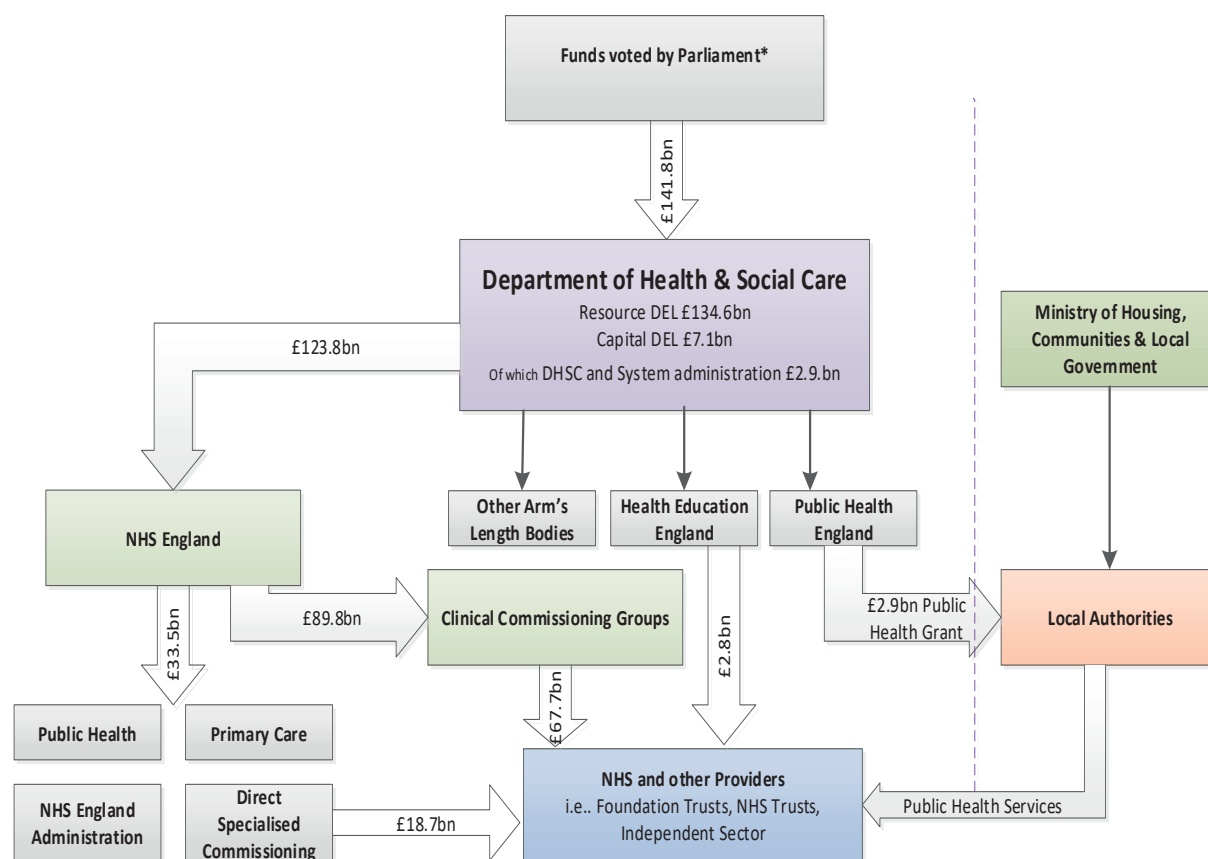 Funds voted by Parliament*
£141.8bn
Department of Health & Social Care
Resource DEL £134.6bn
Capital DEL £7.1bn
Of which DHSC and System administration £2.9.bn
£123.8bn
Ministry of Housing,
Communities & Local
Government
Other Arm's
Length Bodies
Health Education
England
Public Health
England
NHS England
£89.8bn
Clinical Commissioning Groups
£2.9bn Public
Health Grant
Local Authorities
£33.5bn
£67.7bn
£2.8bn
Public Health
Primary Care
NHS England
Administration
Direct
Specialised
Commissioning
£18.7bn
NHS and other Providers
i.e.. Foundation Trusts, NHS Trusts,
Independent Sector
Public Health Services